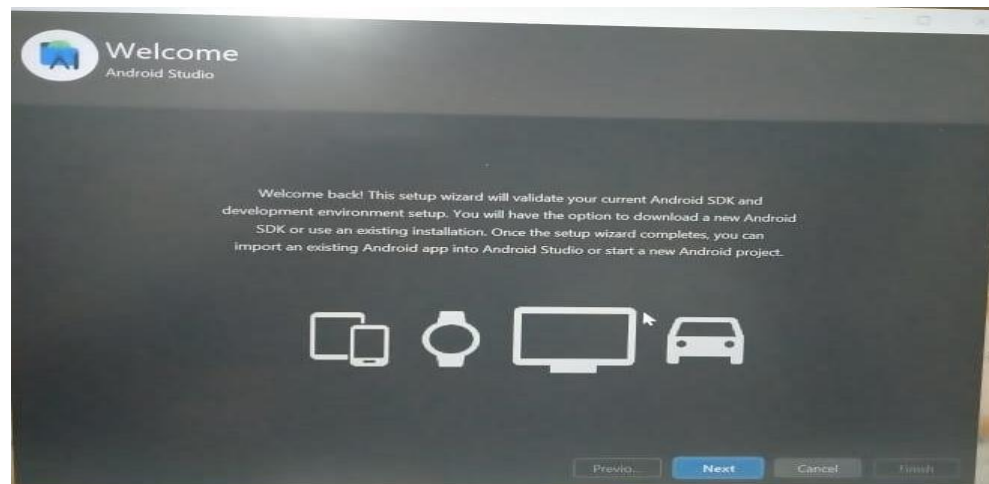 Welcome
Android Studio
Welcome back! This setup wizard will validate your current Android SDK and
development environment setup. You will have the option to download a new Android
SDK or use an existing installation. Once the setup wizard completes, you can
import an existing Android app into Android Studio or start a new Android project.
Previo...
Next
Cancel
Finish